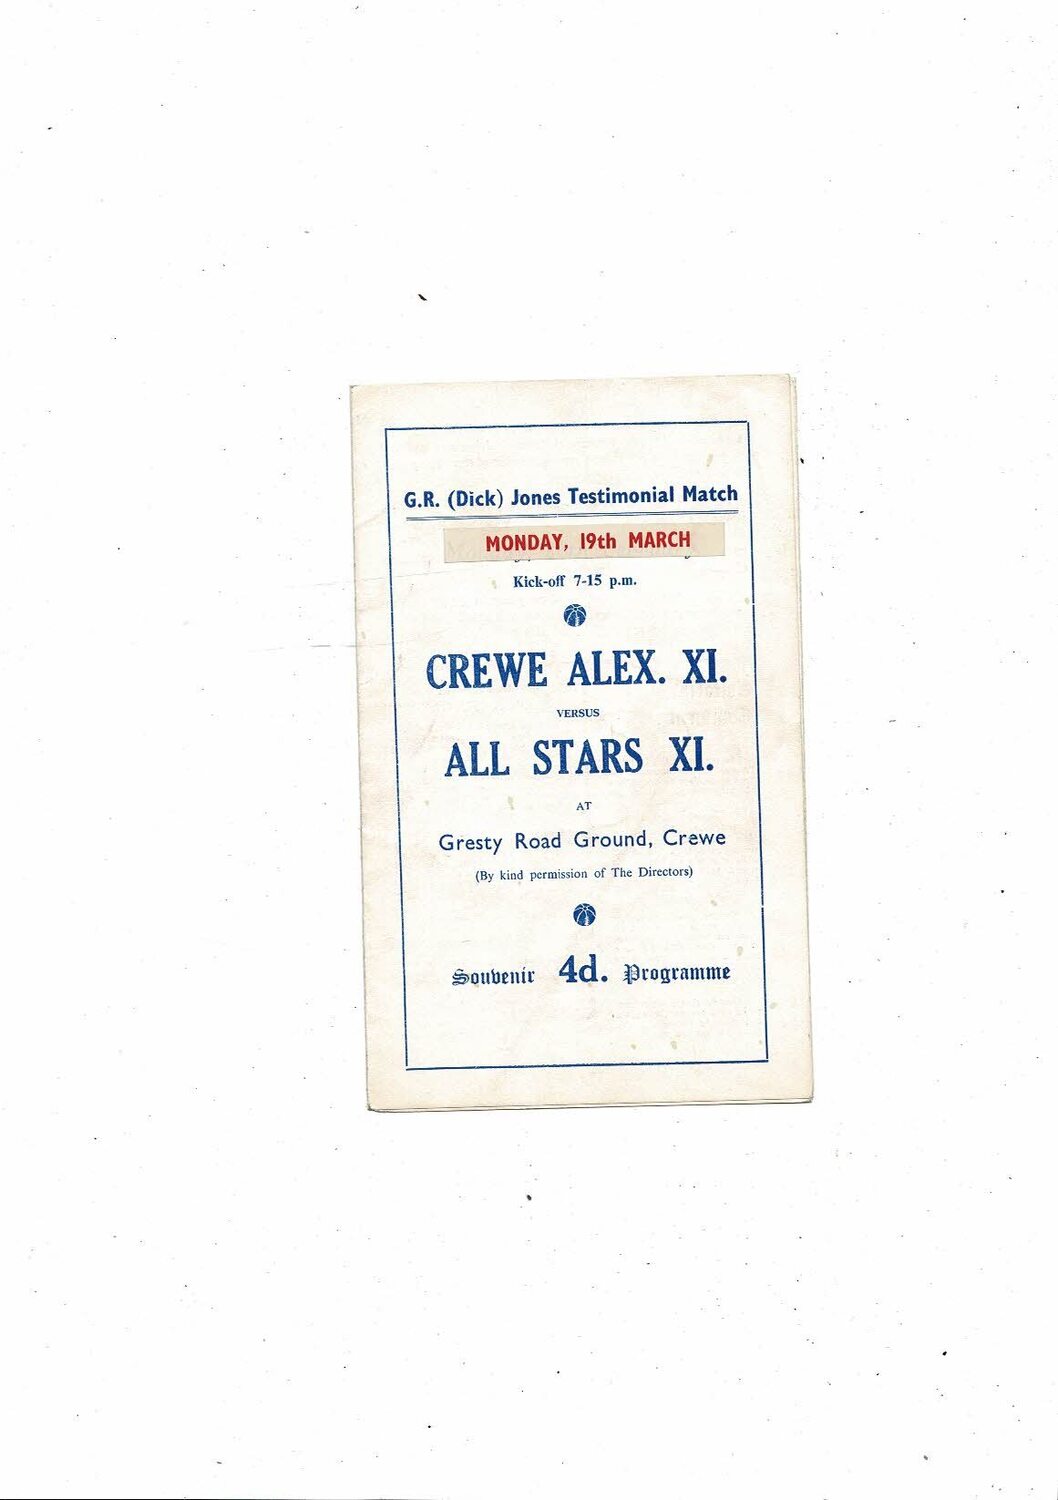 G.R. (Dick) Jones Testimonial Match
MONDAY, 19th MARCH
Kick-off 7-15 p.m.
CREWE ALEX. XI.
VERSUS
ALL STARS XI.
AT
Gresty Road Ground, Crewe
(By kind permission of The Directors)
Souvenir 4d. Programme